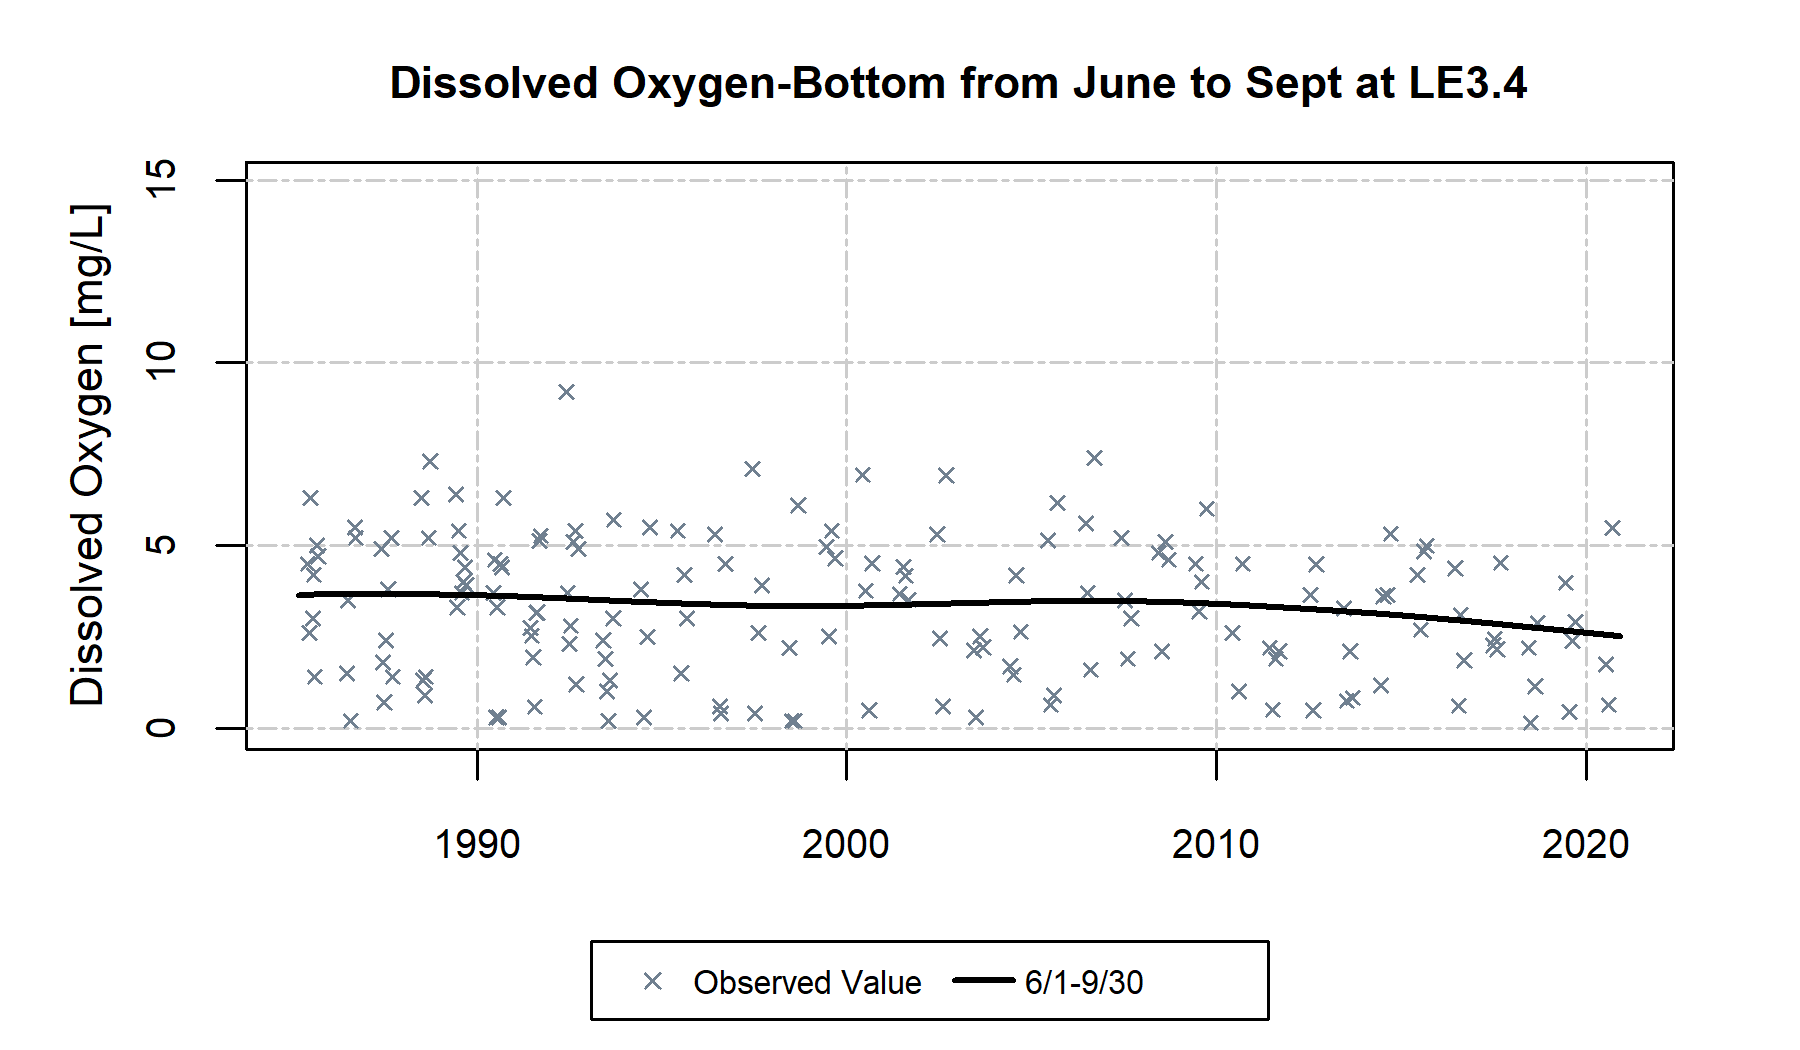 Dissolved Oxygen-Bottom from June to Sept at LE3.4
Dissolved Oxygen [mg/L]
15
10
5
0
1990 2000 2010 2020
Observed Value 6/1-9/30